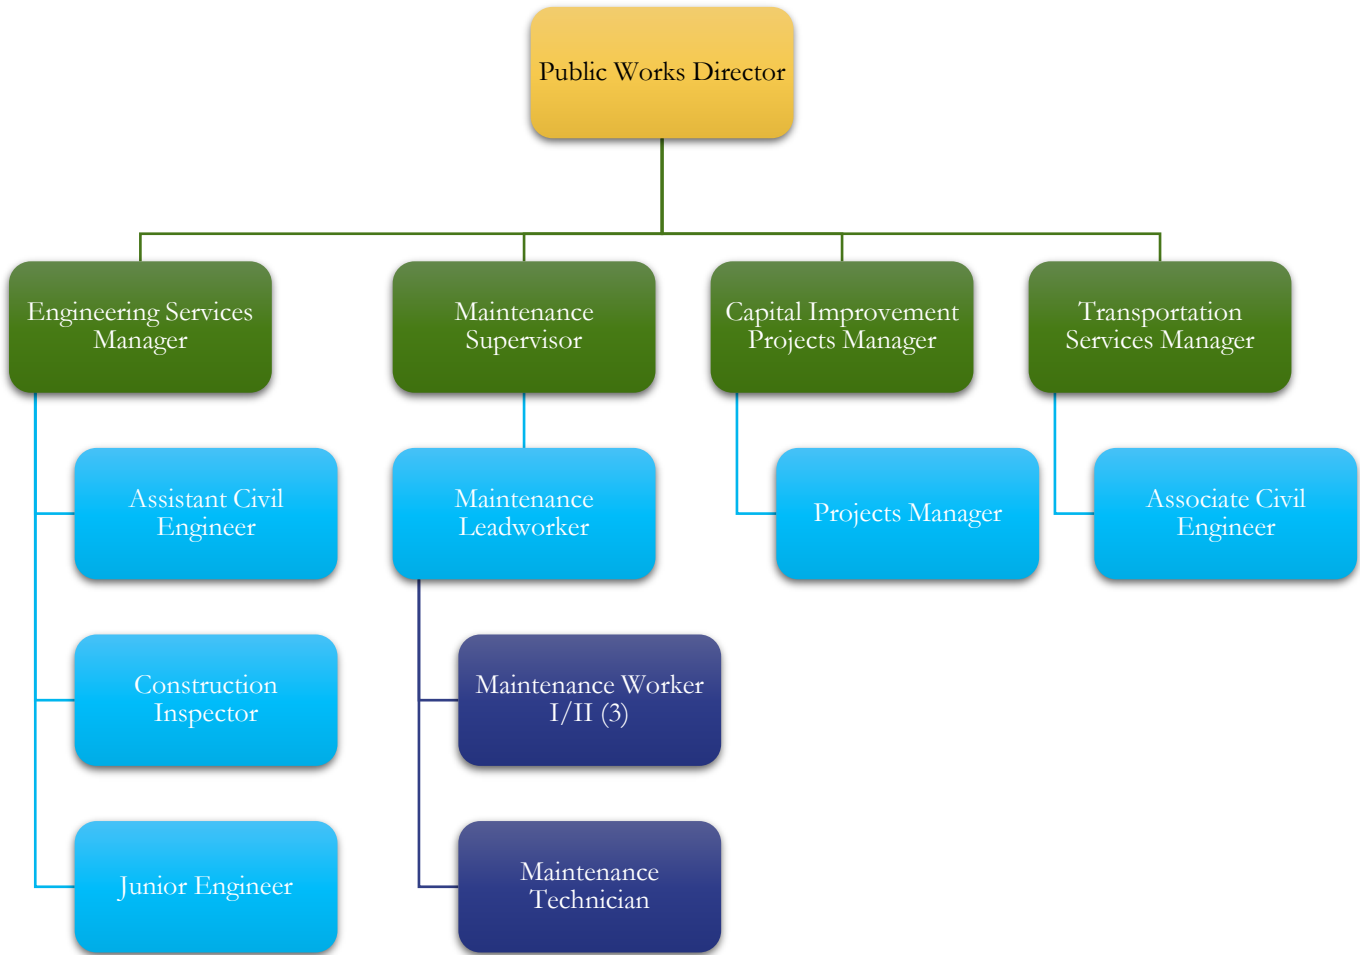 Public Works Director
Engineering Services
Manager
Maintenance
Supervisor
Capital Improvement
Projects Manager
Transportation
Services Manager
Assistant Civil
Engineer
Maintenance
Leadworker
Projects Manager
Associate Civil
Engineer
Construction
Inspector
Maintenance Worker
I/II (3)
Junior Engineer
Maintenance
Technician